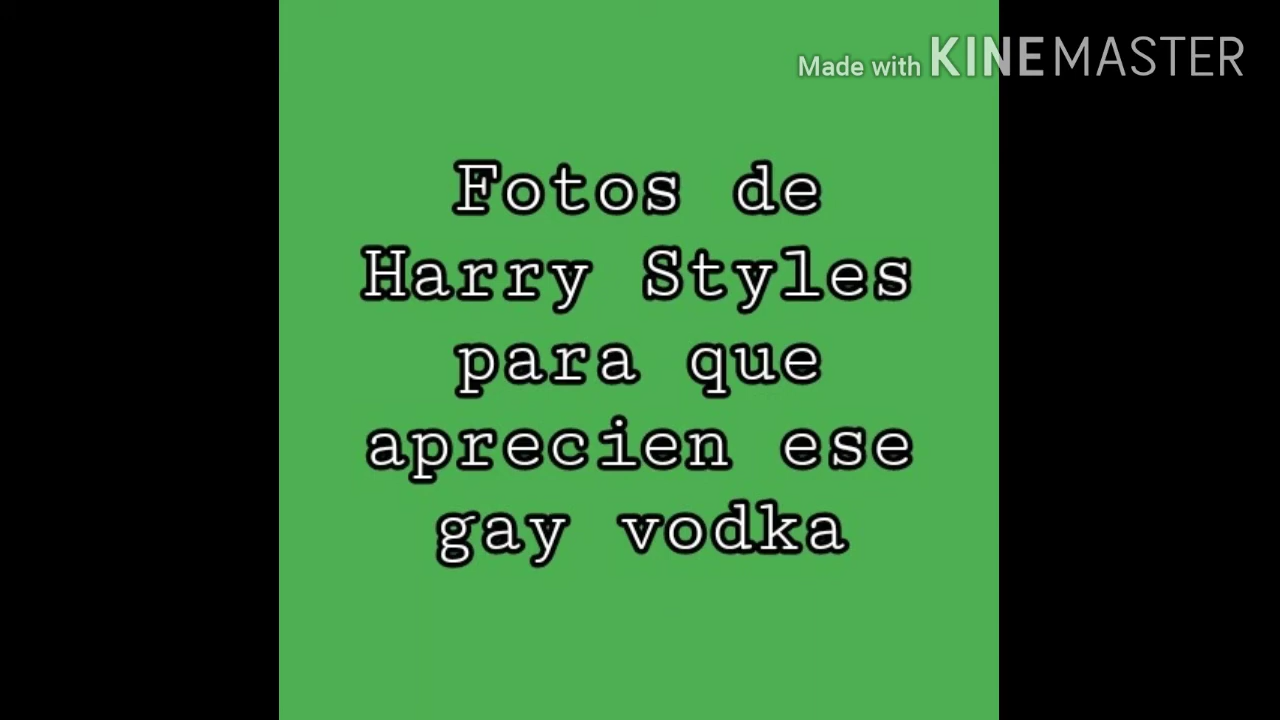 Made with KINEMASTER
Fotos de
Harry Styles
para que
aprecien ese
gay vodka